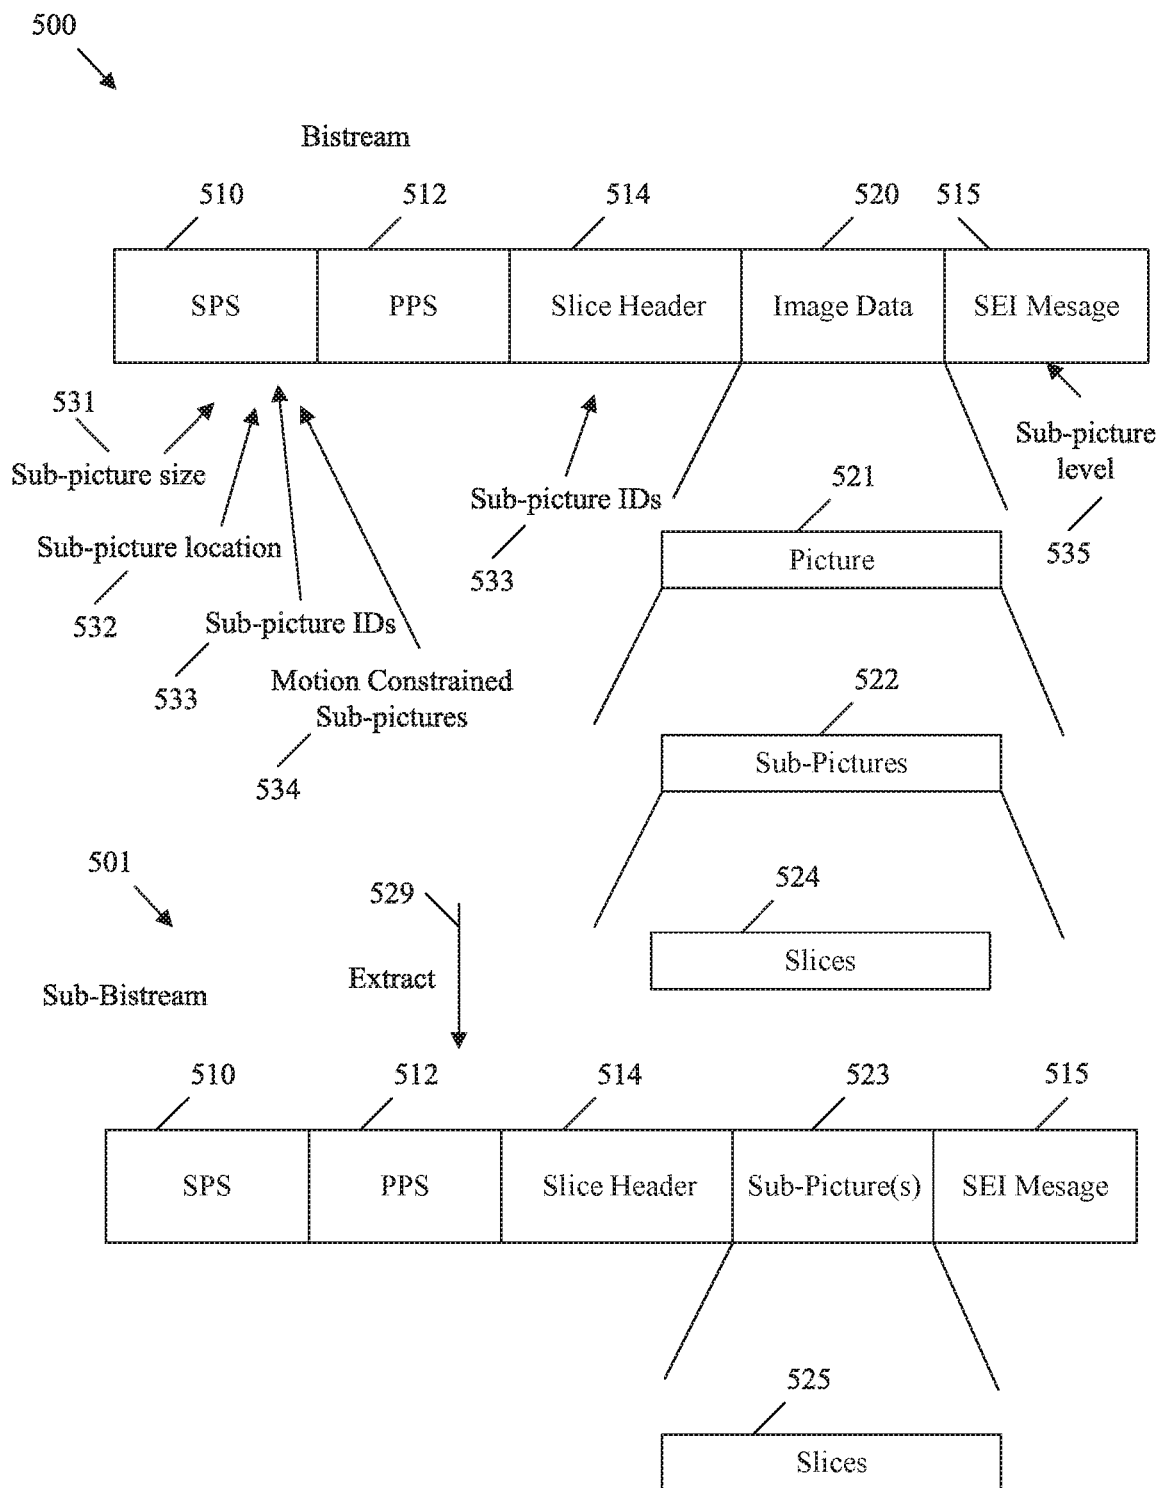 500
Bistream
510
512
514
520
515
SPS
PPS
Slice Header
Image Data
SEI Mesage
531
Sub-picture size
Sub-picture location
532
Sub-picture IDs
533
Motion Constrained
Sub-pictures
534
Sub-picture IDs
533
Sub-picture
level
535
521
Picture
522
Sub-Pictures
524
Slices
501
Sub-Bistream
529
Extract
510
512
514
523
515
SPS
PPS
Slice Header
Sub-Picture(s)
SEI Mesage
525
Slices